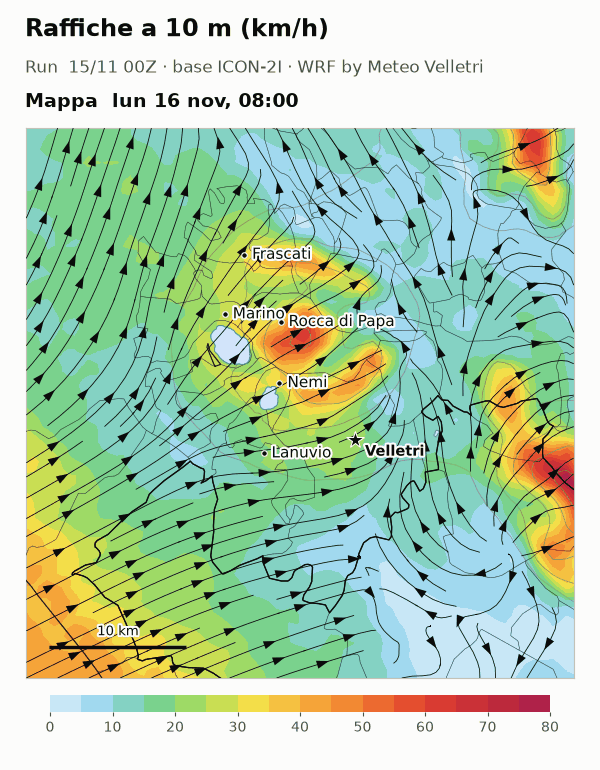 Raffiche a 10 m (km/h)
Run  15/11 00Z · base ICON-2I · WRF by Meteo Velletri
Mappa  lun 16 nov, 08:00
Frascati
Marino
Rocca di Papa
Nemi
Velletri
Lanuvio
10 km
0 10 20 30 40 50 60 70 80